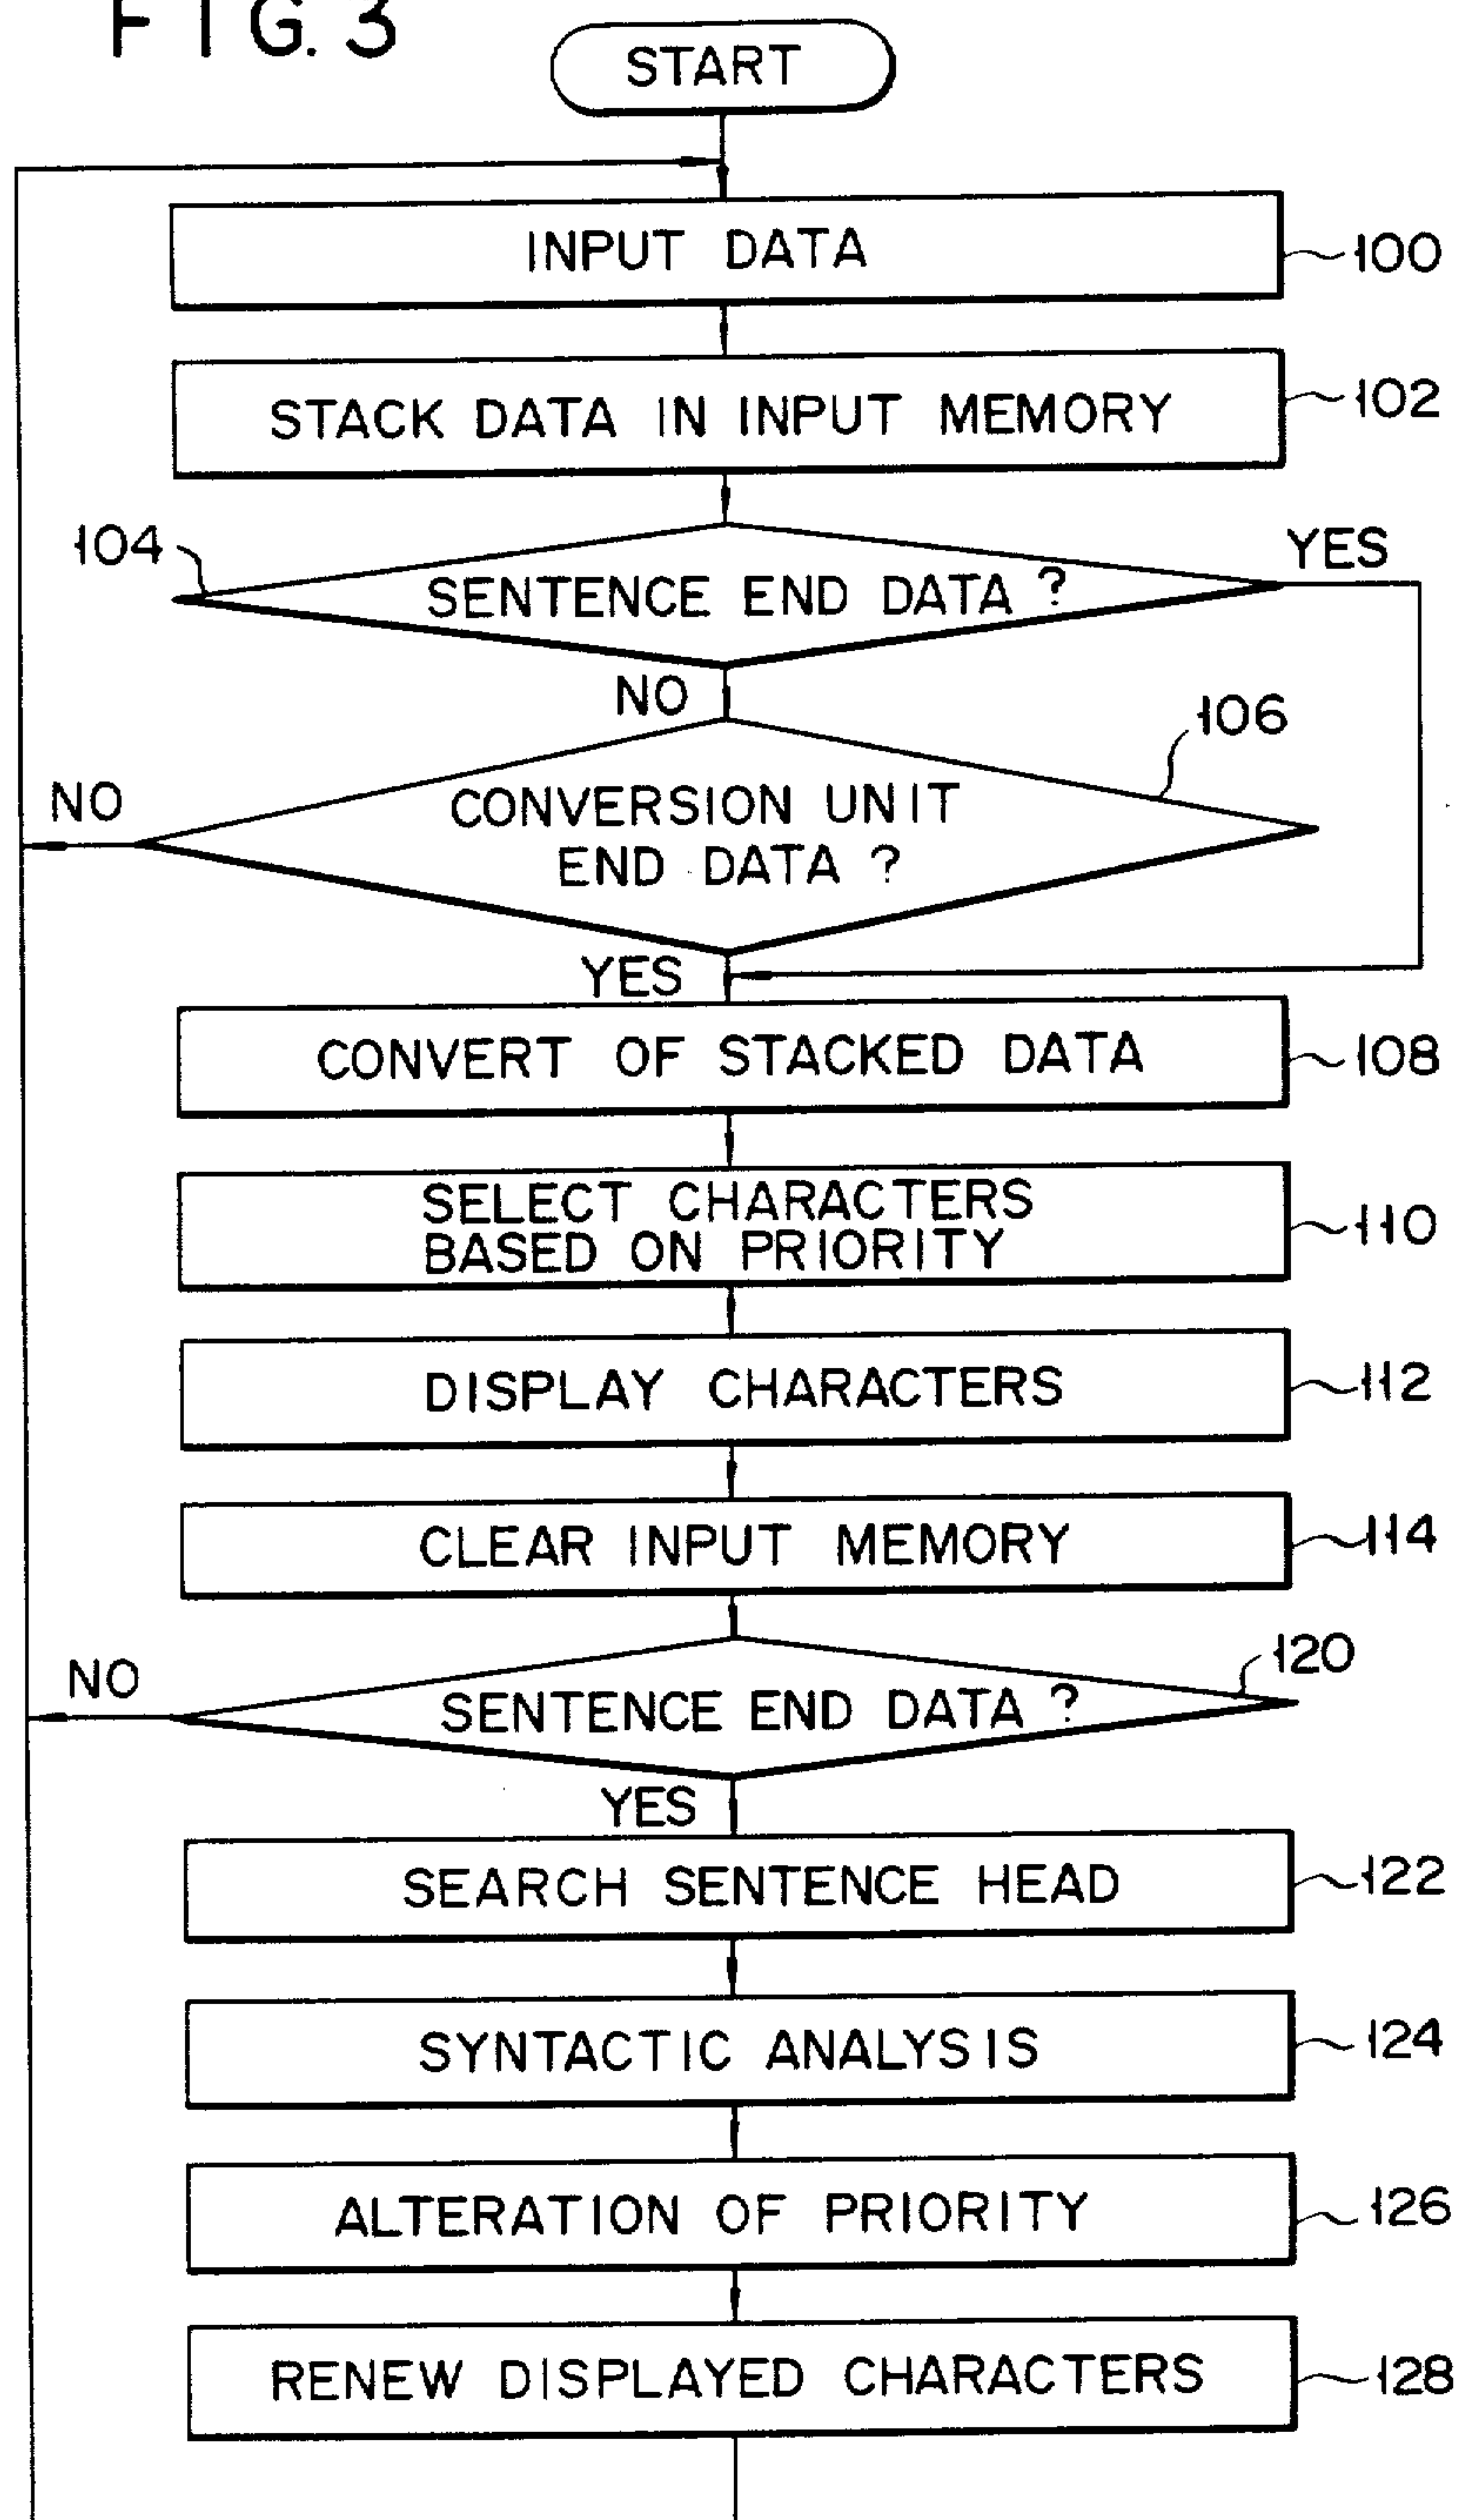 FIG. 3
START
INPUT DATA
100
STACK DATA IN INPUT MEMORY
102
104
SENTENCE END DATA ?
YES
NO
106
CONVERSION UNIT
END DATA ?
NO
YES
CONVERT OF STACKED DATA
108
SELECT CHARACTERS
BASED ON PRIORITY
110
DISPLAY CHARACTERS
112
CLEAR INPUT MEMORY
114
120
SENTENCE END DATA ?
NO
YES
SEARCH SENTENCE HEAD
122
SYNTACTIC ANALYSIS
124
ALTERATION OF PRIORITY
126
RENEW DISPLAYED CHARACTERS
128